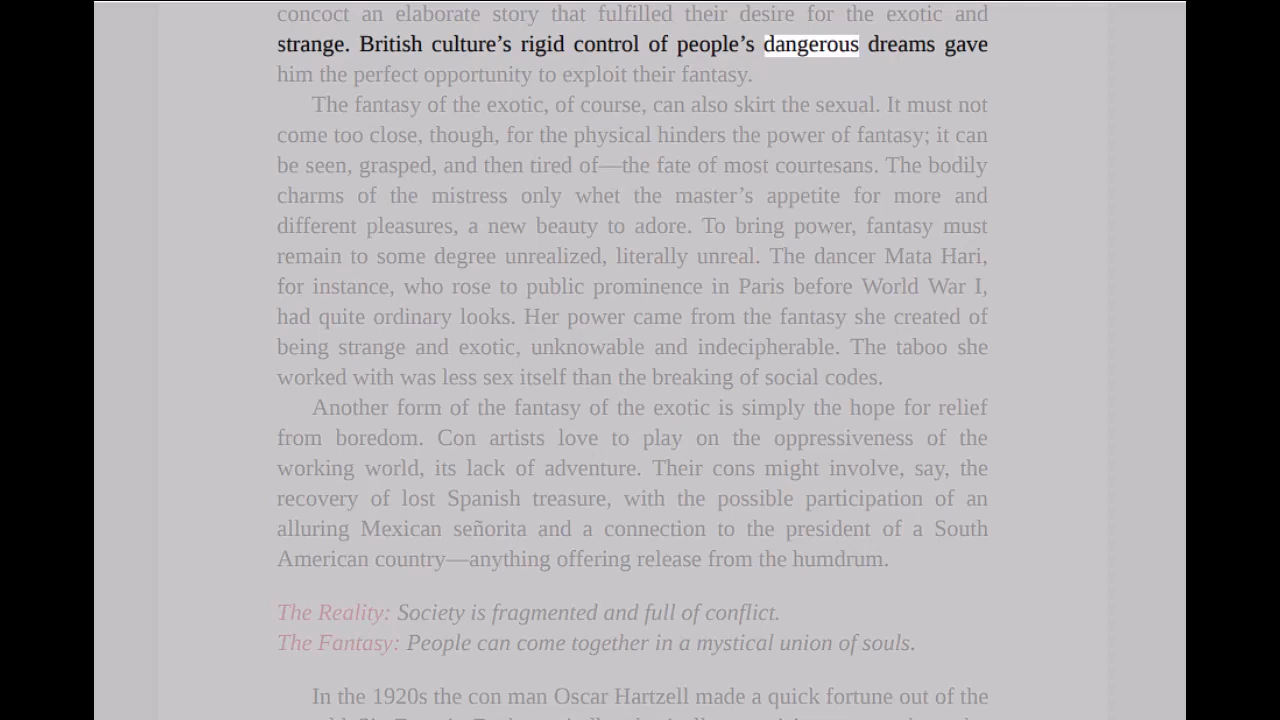 concoct an elaborate story that fulfilled their desire for the exotic and
strange. British culture’s rigid control of people’s dangerous dreams gave
him the perfect opportunity to exploit their fantasy.
The fantasy of the exotic, of course, can also skirt the sexual. It must not
come too close, though, for the physical hinders the power of fantasy; it can
be seen, grasped, and then tired of—the fate of most courtesans. The bodily
charms of the mistress only whet the master’s appetite for more and
different pleasures, a new beauty to adore. To bring power, fantasy must
remain to some degree unrealized, literally unreal. The dancer Mata Hari,
for instance, who rose to public prominence in Paris before World War I,
had quite ordinary looks. Her power came from the fantasy she created of
being strange and exotic, unknowable and indecipherable. The taboo she
worked with was less sex itself than the breaking of social codes.
Another form of the fantasy of the exotic is simply the hope for relief
from boredom. Con artists love to play on the oppressiveness of the
working world, its lack of adventure. Their cons might involve, say, the
recovery of lost Spanish treasure, with the possible participation of an
alluring Mexican señorita and a connection to the president of a South
American country—anything offering release from the humdrum.
The Reality: Society is fragmented and full of conflict.
The Fantasy: People can come together in a mystical union of souls.
In the 1920s the con man Oscar Hartzell made a quick fortune out of the